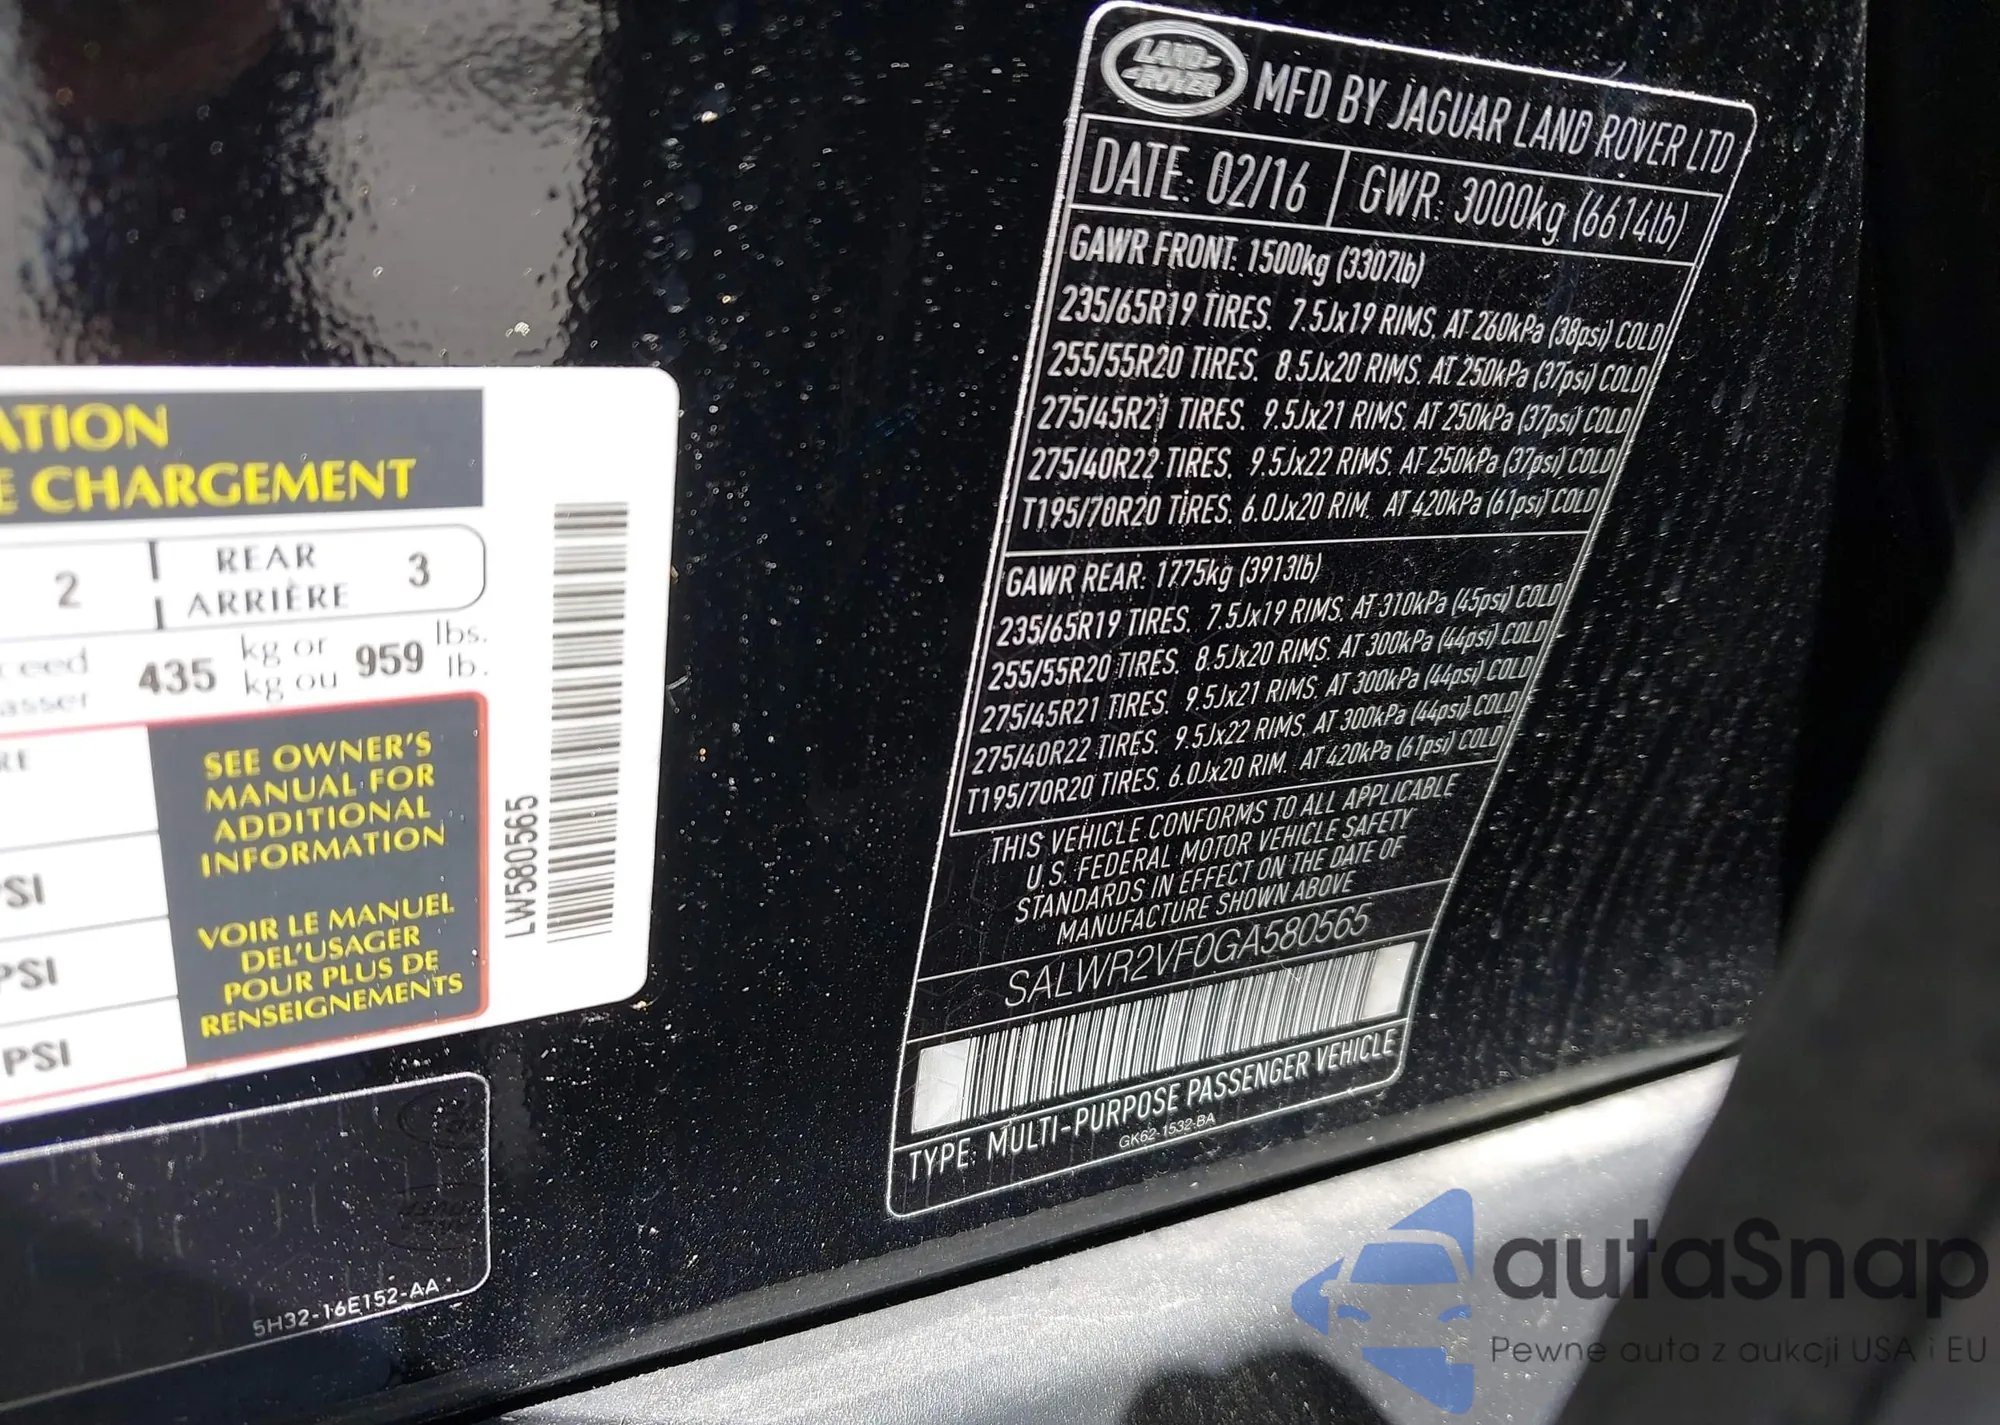 ATION
E CHARGEMENT
2 REAR 3
ARRIÈRE
435 kg or 959 lbs.
kg ou lb.
SEE OWNER'S
MANUAL FOR
ADDITIONAL
INFORMATION
VOIR LE MANUEL
DEL'USAGER
POUR PLUS DE
RENSEIGNEMENTS
PSI
PSI
PSI
LW580565
5H32-16E152-AA
LAND
ROVER
MFD BY JAGUAR LAND ROVER LTD
DATE: 02/16 GWR: 3000kg (6614lb)
GAWR FRONT: 1500kg (3307lb)
235/65R19 TIRES. 7.5Jx19 RIMS. AT 260kPa (38psi) COLD
255/55R20 TIRES. 8.5Jx20 RIMS. AT 250kPa (37psi) COLD
275/45R21 TIRES. 9.5Jx21 RIMS. AT 250kPa (37psi) COLD
275/40R22 TIRES. 9.5Jx22 RIMS. AT 250kPa (37psi) COLD
T195/70R20 TIRES. 6.0Jx20 RIM. AT 420kPa (61psi) COLD
GAWR REAR: 1775kg (3913lb)
235/65R19 TIRES. 7.5Jx19 RIMS. AT 310kPa (45psi) COLD
255/55R20 TIRES. 8.5Jx20 RIMS. AT 300kPa (44psi) COLD
275/45R21 TIRES. 9.5Jx21 RIMS. AT 300kPa (44psi) COLD
275/40R22 TIRES. 9.5Jx22 RIMS. AT 300kPa (44psi) COLD
T195/70R20 TIRES. 6.0Jx20 RIM. AT 420kPa (61psi) COLD
THIS VEHICLE CONFORMS TO ALL APPLICABLE
U.S. FEDERAL MOTOR VEHICLE SAFETY
STANDARDS IN EFFECT ON THE DATE OF
MANUFACTURE SHOWN ABOVE
SALWR2VF0GA580565
TYPE: MULTI-PURPOSE PASSENGER VEHICLE
GK62-1532-BA
autaSnap
Pewne auta z aukcji USA i EU